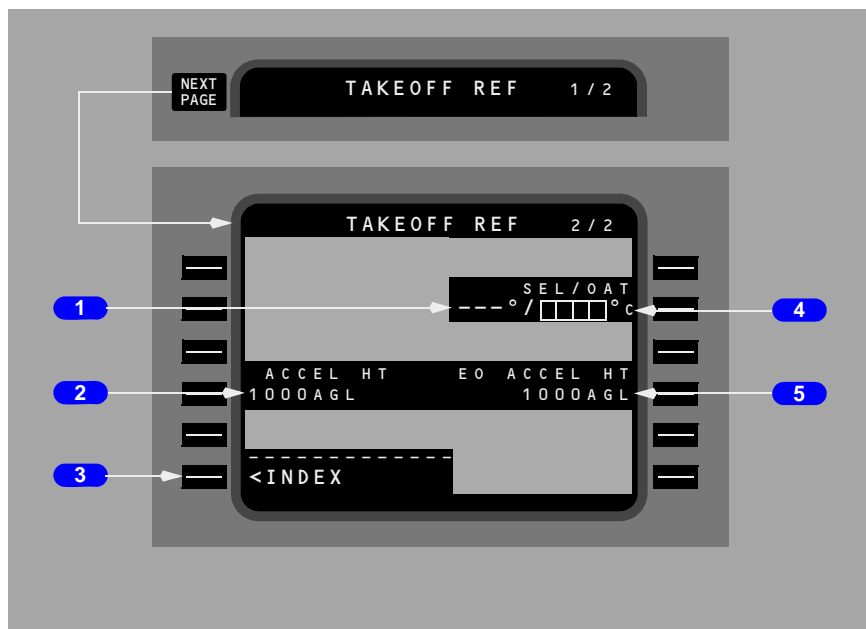 NEXT
PAGE
TAKEOFF REF 1/2
TAKEOFF REF 2/2
SEL/OAT
1
---°/□□□□°C
4
ACCEL HT EO ACCEL HT
2
1000AGL 1000AGL
5
-------------
3
<INDEX